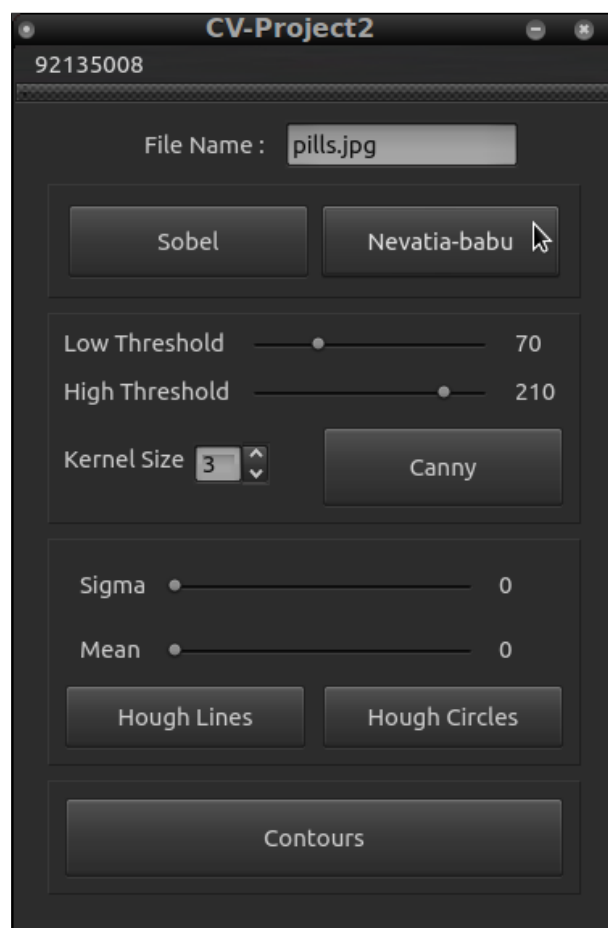 CV-Project2
92135008
File Name : pills.jpg
Sobel Nevatia-babu
Low Threshold 70
High Threshold 210
Kernel Size 3 Canny
Sigma 0
Mean 0
Hough Lines Hough Circles
Contours